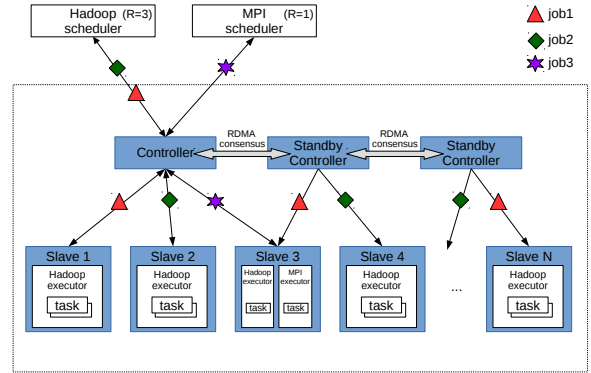 Hadoop (R=3)
scheduler
MPI (R=1)
scheduler
job1
job2
job3
Controller
RDMA
consensus
Standby
Controller
RDMA
consensus
Standby
Controller
Slave 1
Hadoop
executor
task
Slave 2
Hadoop
executor
task
Slave 3
Hadoop
executor
task
MPI
executor
task
Slave 4
Hadoop
executor
task
...
Slave N
Hadoop
executor
task